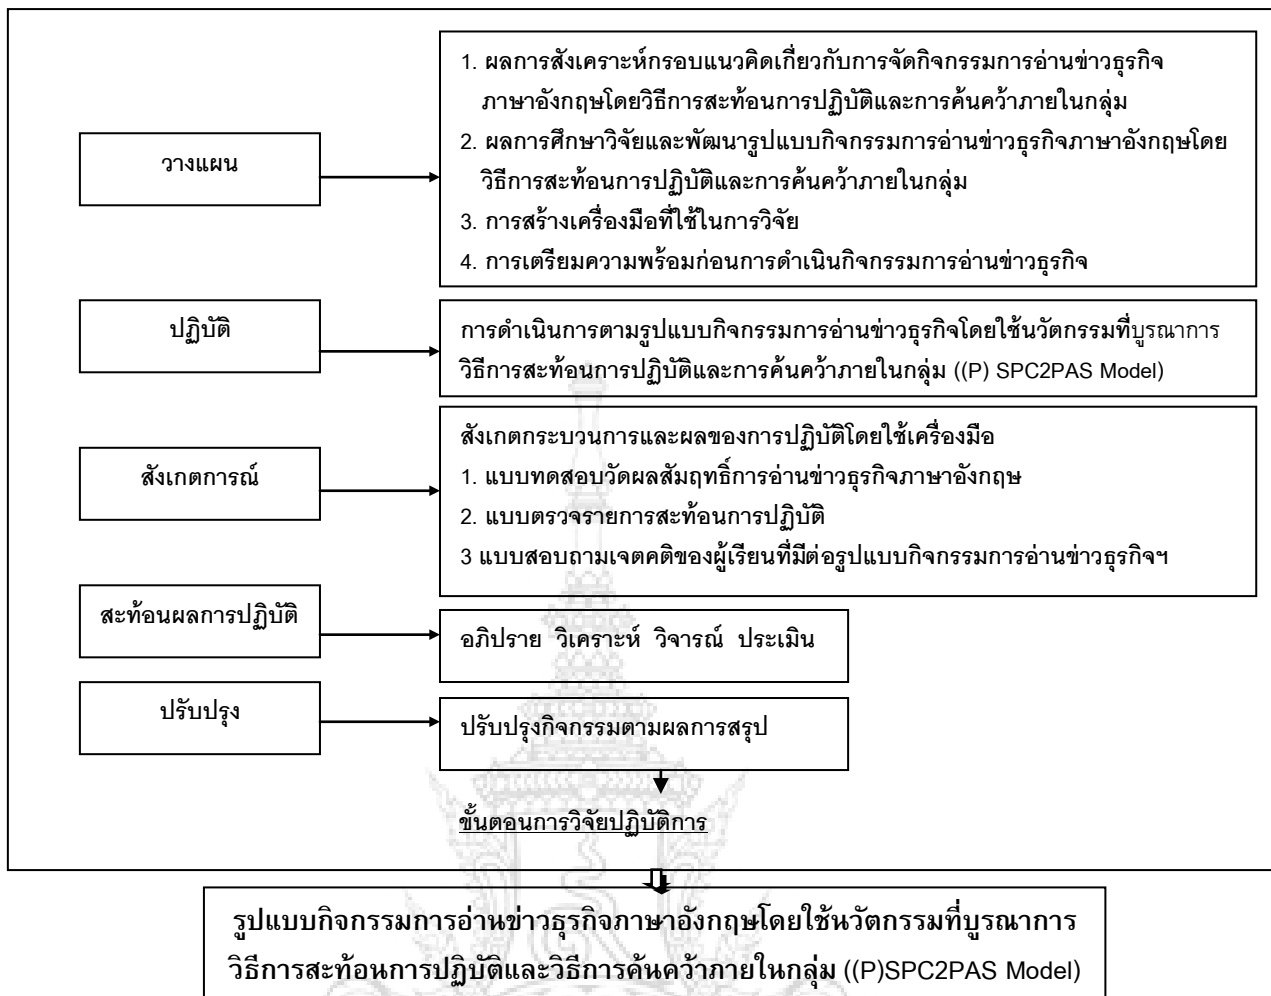 วางแผน
1. ผลการสังเคราะห์กรอบแนวคิดเกี่ยวกับการจัดกิจกรรมการอ่านข่าวธุรกิจ
ภาษาอังกฤษโดยวิธีการสะท้อนการปฏิบัติและการค้นคว้าภายในกลุ่ม
2. ผลการศึกษาวิจัยและพัฒนารูปแบบกิจกรรมการอ่านข่าวธุรกิจภาษาอังกฤษโดย
วิธีการสะท้อนการปฏิบัติและการค้นคว้าภายในกลุ่ม
3. การสร้างเครื่องมือที่ใช้ในการวิจัย
4. การเตรียมความพร้อมก่อนการดำเนินกิจกรรมการอ่านข่าวธุรกิจ
ปฏิบัติ
การดำเนินการตามรูปแบบกิจกรรมการอ่านข่าวธุรกิจโดยใช้นวัตกรรมที่บูรณาการ
วิธีการสะท้อนการปฏิบัติและการค้นคว้าภายในกลุ่ม ((P) SPC2PAS Model)
สังเกตการณ์
สังเกตกระบวนการและผลของการปฏิบัติโดยใช้เครื่องมือ
1. แบบทดสอบวัดผลสัมฤทธิ์การอ่านข่าวธุรกิจภาษาอังกฤษ
2. แบบตรวจรายการสะท้อนการปฏิบัติ
3 แบบสอบถามเจตคติของผู้เรียนที่มีต่อรูปแบบกิจกรรมการอ่านข่าวธุรกิจฯ
สะท้อนผลการปฏิบัติ
อภิปราย วิเคราะห์ วิจารณ์ ประเมิน
ปรับปรุง
ปรับปรุงกิจกรรมตามผลการสรุป
ขั้นตอนการวิจัยปฏิบัติการ
รูปแบบกิจกรรมการอ่านข่าวธุรกิจภาษาอังกฤษโดยใช้นวัตกรรมที่บูรณาการ
วิธีการสะท้อนการปฏิบัติและวิธีการค้นคว้าภายในกลุ่ม ((P)SPC2PAS Model)